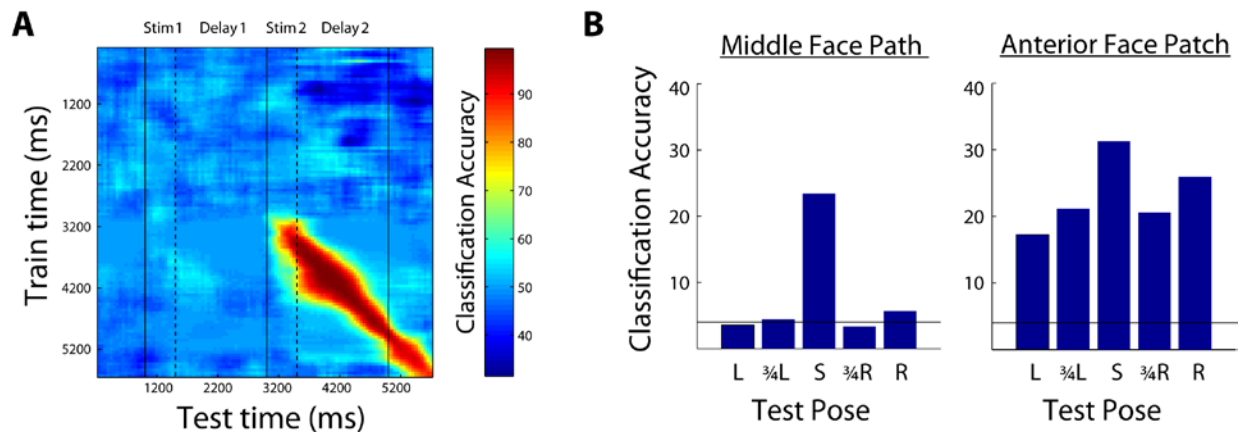 A
Stim 1 Delay 1 Stim 2 Delay 2
Train time (ms)
1200
2200
3200
4200
5200
1200 2200 3200 4200 5200
Test time (ms)
Classification Accuracy
90
80
70
60
50
40
B
Middle Face Path
Classification Accuracy
40
30
20
10
L ¾L S ¾R R
Test Pose
Anterior Face Patch
40
30
20
10
L ¾L S ¾R R
Test Pose